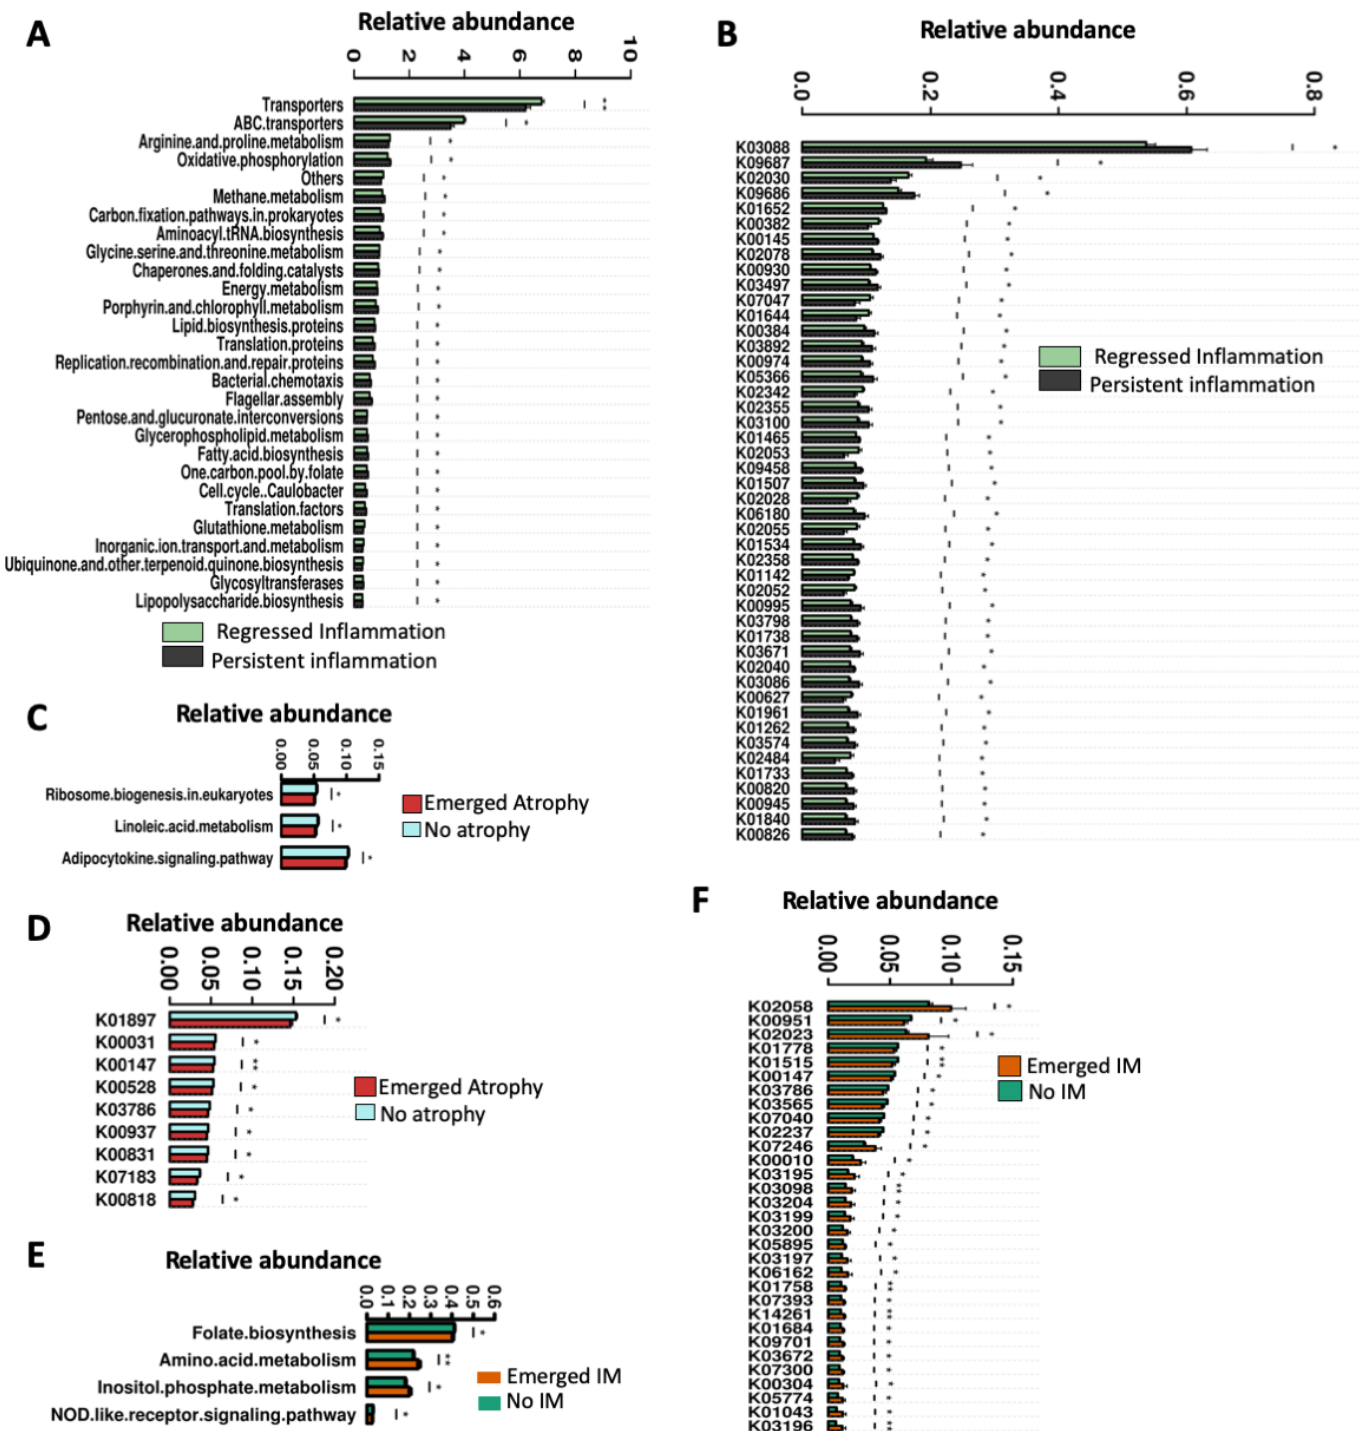 A
Relative abundance
0 2 4 6 8 10
Transporters
ABC.transporters
Arginine.and.proline.metabolism
Oxidative.phosphorylation
Others
Methane.metabolism
Carbon.fixation.pathways.in.prokaryotes
Aminoacyl.tRNA.biosynthesis
Glycine.serine.and.threonine.metabolism
Chaperones.and.folding.catalysts
Energy.metabolism
Porphyrin.and.chlorophyll.metabolism
Lipid.biosynthesis.proteins
Translation.proteins
Replication.recombination.and.repair.proteins
Bacterial.chemotaxis
Flagellar.assembly
Pentose.and.glucuronate.interconversions
Glycerophospholipid.metabolism
Fatty.acid.biosynthesis
One.carbon.pool.by.folate
Cell.cycle..Caulobacter
Translation.factors
Glutathione.metabolism
Inorganic.ion.transport.and.metabolism
Ubiquinone.and.other.terpenoid.quinone.biosynthesis
Glycosyltransferases
Lipopolysaccharide.biosynthesis
Regressed Inflammation
Persistent inflammation
B
Relative abundance
0.0 0.2 0.4 0.6 0.8
K03088
K09687
K02030
K09686
K01652
K00382
K00145
K02078
K00930
K03497
K07047
K01644
K00384
K03892
K00974
K05366
K02342
K02355
K03100
K01465
K02053
K09458
K01507
K02028
K06180
K02055
K01534
K02358
K01142
K02052
K00995
K03798
K01738
K03671
K02040
K03086
K00627
K01961
K01262
K03574
K02484
K01733
K00820
K00945
K01840
K00826
Regressed Inflammation
Persistent inflammation
C
Relative abundance
0.00 0.05 0.10 0.15
Ribosome.biogenesis.in.eukaryotes
Linoleic.acid.metabolism
Adipocytokine.signaling.pathway
Emerged Atrophy
No atrophy
D
Relative abundance
0.00 0.05 0.10 0.15 0.20
K01897
K00031
K00147
K00528
K03786
K00937
K00831
K07183
K00818
Emerged Atrophy
No atrophy
E
Relative abundance
0.0 0.1 0.2 0.3 0.4 0.5 0.6
Folate.biosynthesis
Amino.acid.metabolism
Inositol.phosphate.metabolism
NOD.like.receptor.signaling.pathway
Emerged IM
No IM
F
Relative abundance
0.00 0.05 0.10 0.15
K02058
K00951
K02023
K01778
K01515
K00147
K03786
K03565
K07040
K02237
K07246
K00010
K03195
K03098
K03204
K03199
K03200
K05895
K03197
K06162
K01758
K07393
K14261
K01684
K09701
K03672
K07300
K00304
K05774
K01043
K03196
Emerged IM
No IM